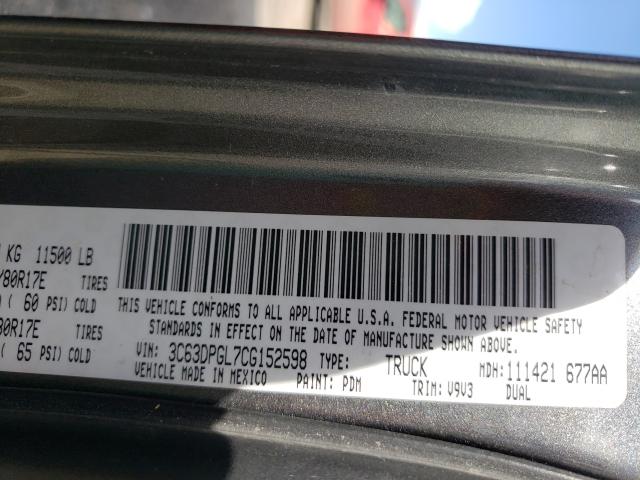 KG 11500 LB
/80R17E TIRES
( 60 PSI) COLD
80R17E TIRES
( 65 PSI) COLD
THIS VEHICLE CONFORMS TO ALL APPLICABLE U.S.A. FEDERAL MOTOR VEHICLE SAFETY
STANDARDS IN EFFECT ON THE DATE OF MANUFACTURE SHOWN ABOVE.
VIN: 3C63DPGL7CG152598 TYPE: TRUCK MDH: 111421 677AA
VEHICLE MADE IN MEXICO PAINT: PDM TRIM: V9V3 DUAL